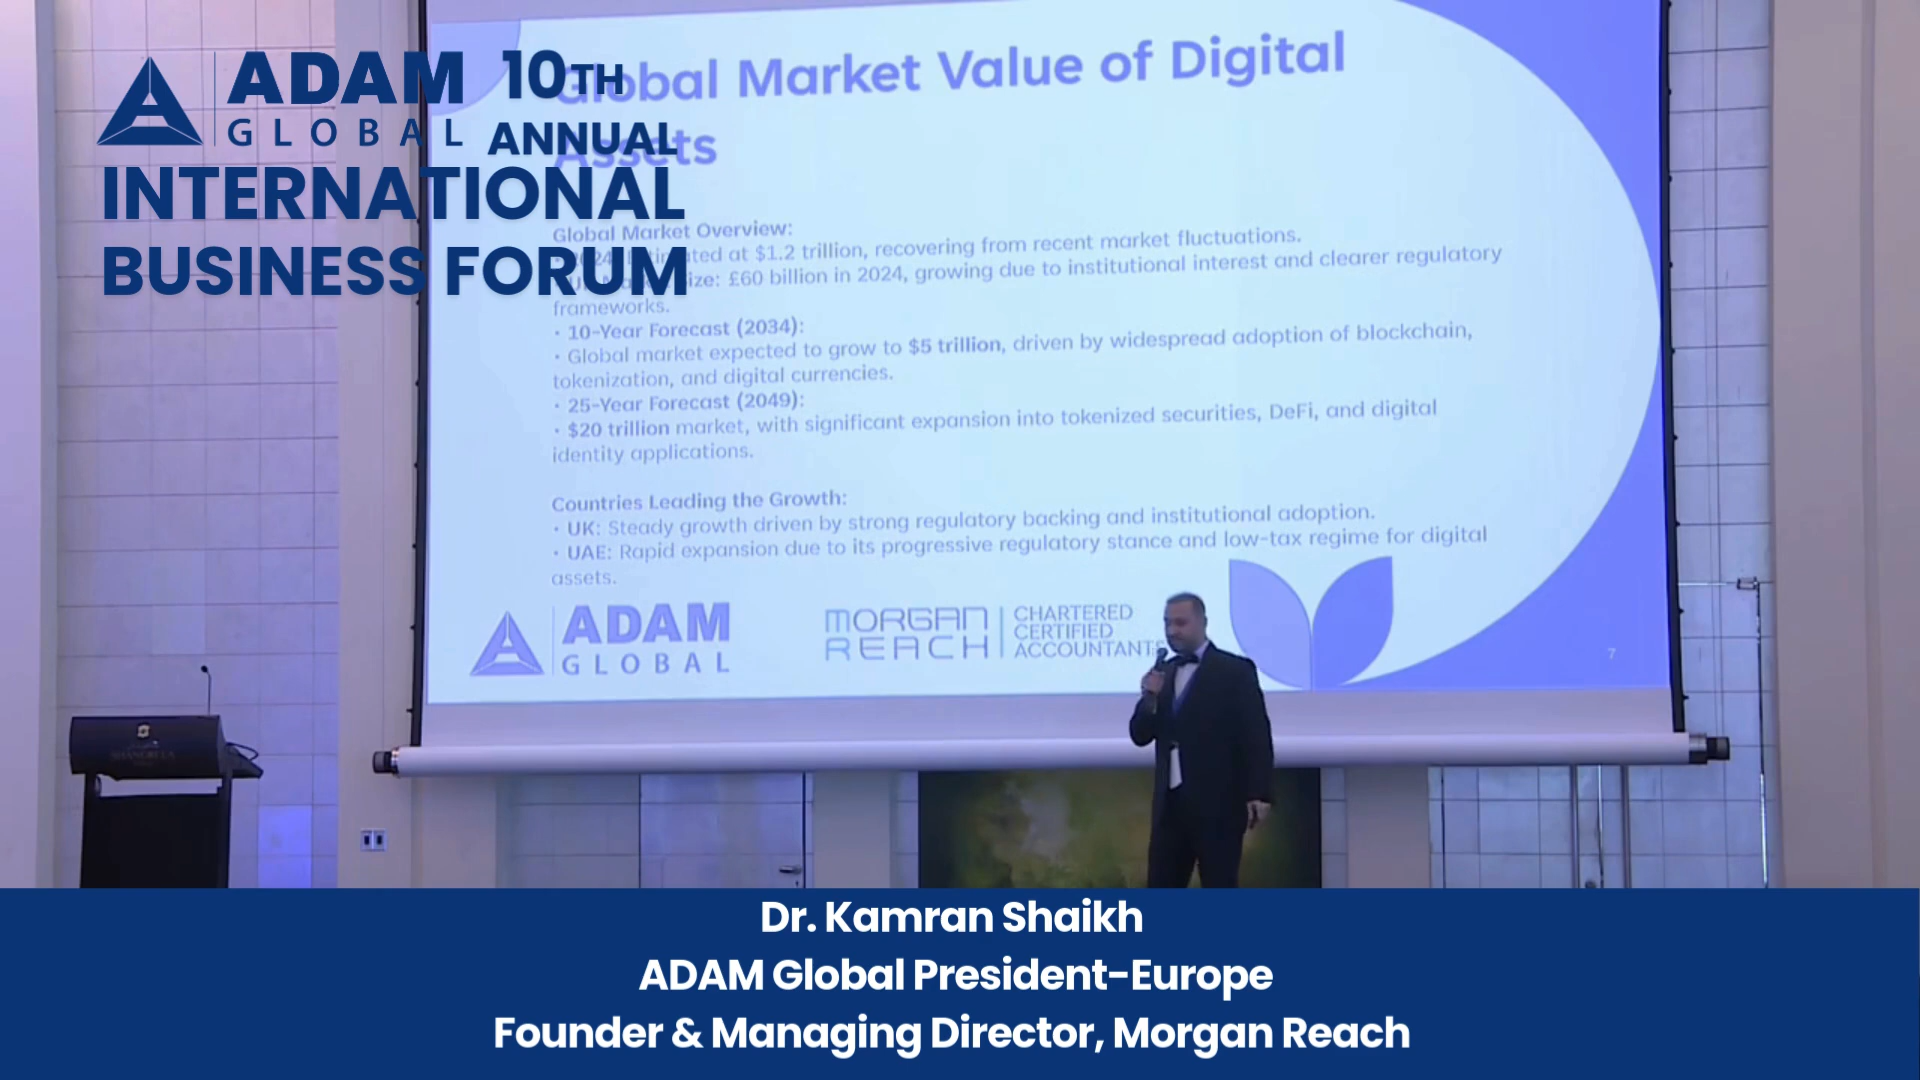 ADAM
GLOBAL
10TH
ANNUAL
INTERNATIONAL
BUSINESS FORUM
Global Market Value of Digital
Assets
Global Market Overview:
at $1.2 trillion, recovering from recent market fluctuations.
£60 billion in 2024, growing due to institutional interest and clearer regulatory
frameworks.
• 10-Year Forecast (2034):
• Global market expected to grow to $5 trillion, driven by widespread adoption of blockchain,
tokenization, and digital currencies.
• 25-Year Forecast (2049):
• $20 trillion market, with significant expansion into tokenized securities, DeFi, and digital
identity applications.
Countries Leading the Growth:
• UK: Steady growth driven by strong regulatory backing and institutional adoption.
• UAE: Rapid expansion due to its progressive regulatory stance and low-tax regime for digital
assets.
ADAM
GLOBAL
MORGAN
REACH
CHARTERED
CERTIFIED
ACCOUNTANTS
7
SHANGRI-LA
Dr. Kamran Shaikh
ADAM Global President-Europe
Founder & Managing Director, Morgan Reach